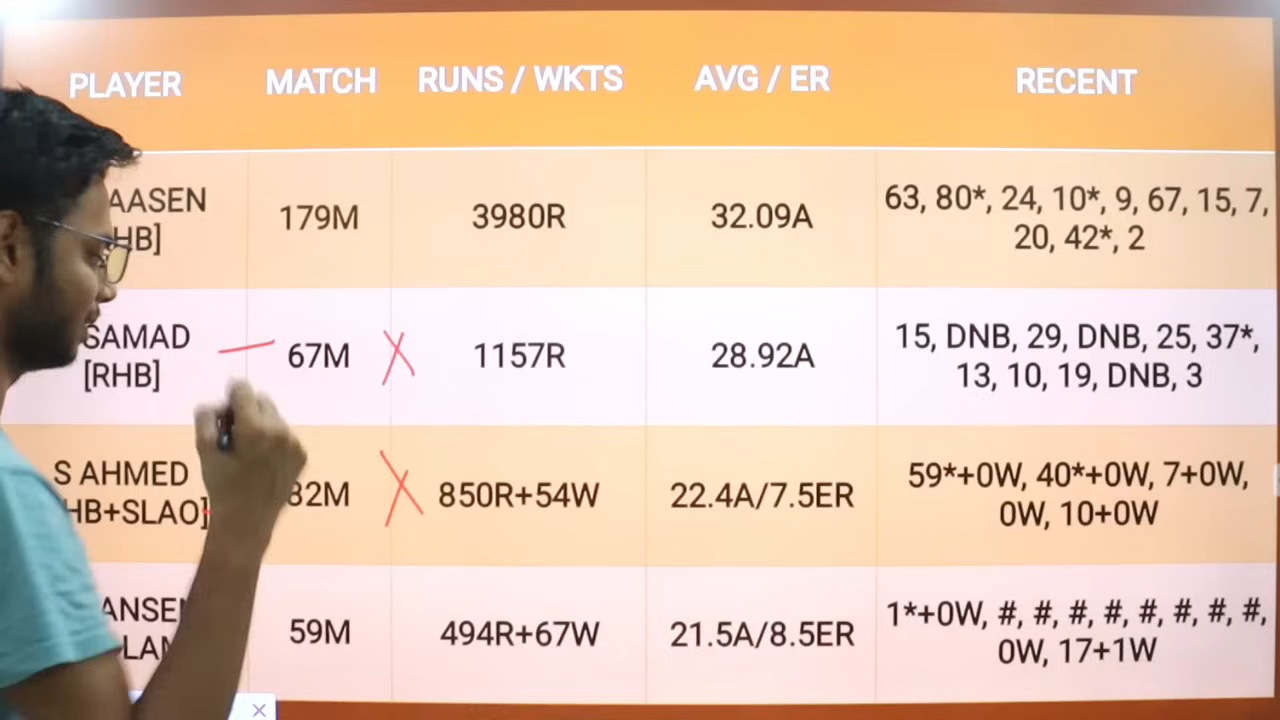 PLAYER MATCH RUNS / WKTS AVG / ER RECENT
AASEN 179M 3980R 32.09A 63, 80*, 24, 10*, 9, 67, 15, 7,
HB] 20, 42*, 2
SAMAD 67M 1157R 28.92A 15, DNB, 29, DNB, 25, 37*,
[RHB] 13, 10, 19, DNB, 3
S AHMED 82M 850R+54W 22.4A/7.5ER 59*+0W, 40*+0W, 7+0W,
HB+SLAO] 0W, 10+0W
ANSEN 59M 494R+67W 21.5A/8.5ER 1*+0W, #, #, #, #, #, #, #, #,
LAM 0W, 17+1W